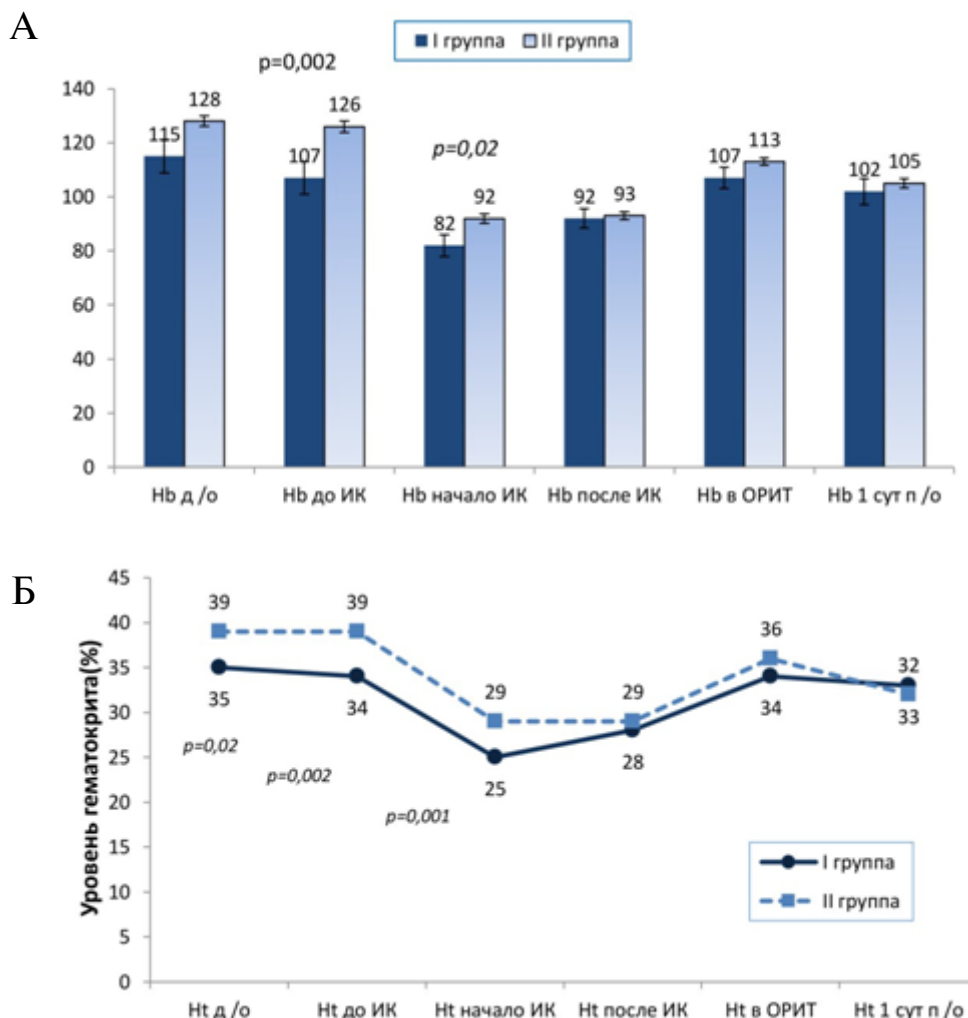 А
I группа II группа
p=0,002
140
120
100
80
60
40
20
0
115 128
107 126
p=0,02
82 92
92 93
107 113
102 105
Hb д /о Hb до ИК Hb начало ИК Hb после ИК Hb в ОРИТ Hb 1 сут п /о
Б
Уровень гематокрита(%)
45
40
35
30
25
20
15
10
5
0
39 39 29 29 36 32
35 34 25 28 34 33
p=0,02
p=0,002
p=0,001
I группа
II группа
Ht д /о Ht до ИК Ht начало ИК Ht после ИК Ht в ОРИТ Ht 1 сут п /о